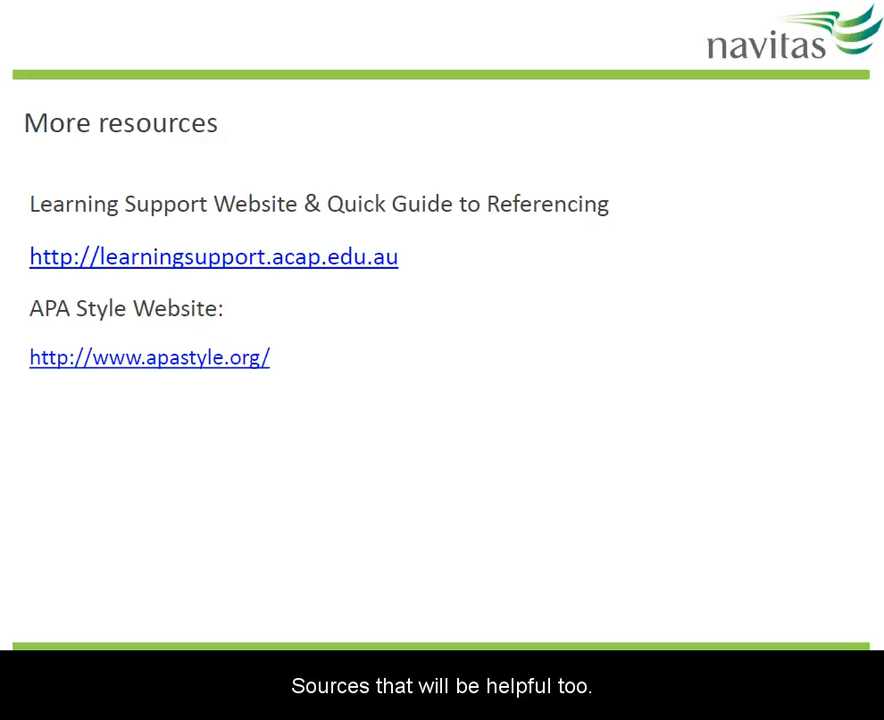 navitas
More resources
Learning Support Website & Quick Guide to Referencing
http://learningsupport.acap.edu.au
APA Style Website:
http://www.apastyle.org/
Sources that will be helpful too.